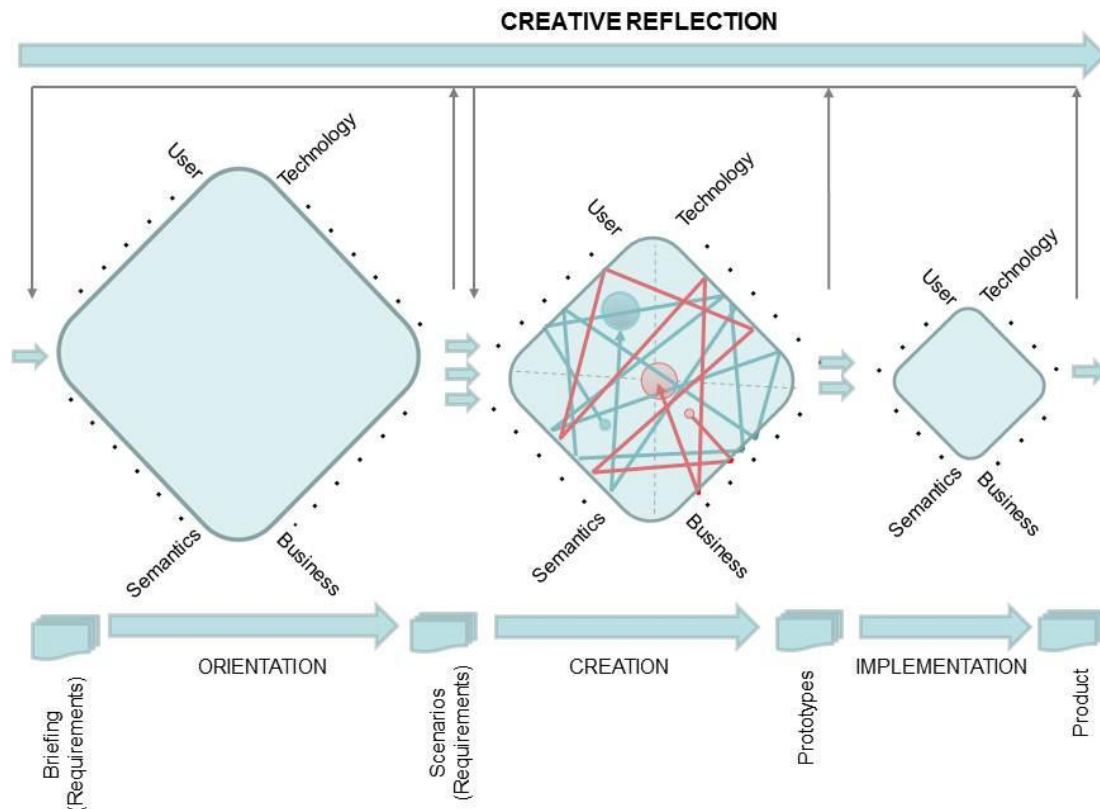 CREATIVE REFLECTION
User
Technology
Semantics
Business
User
Technology
Semantics
Business
User
Technology
Semantics
Business
ORIENTATION
CREATION
IMPLEMENTATION
Briefing
(Requirements)
Scenarios
(Requirements)
Prototypes
Product